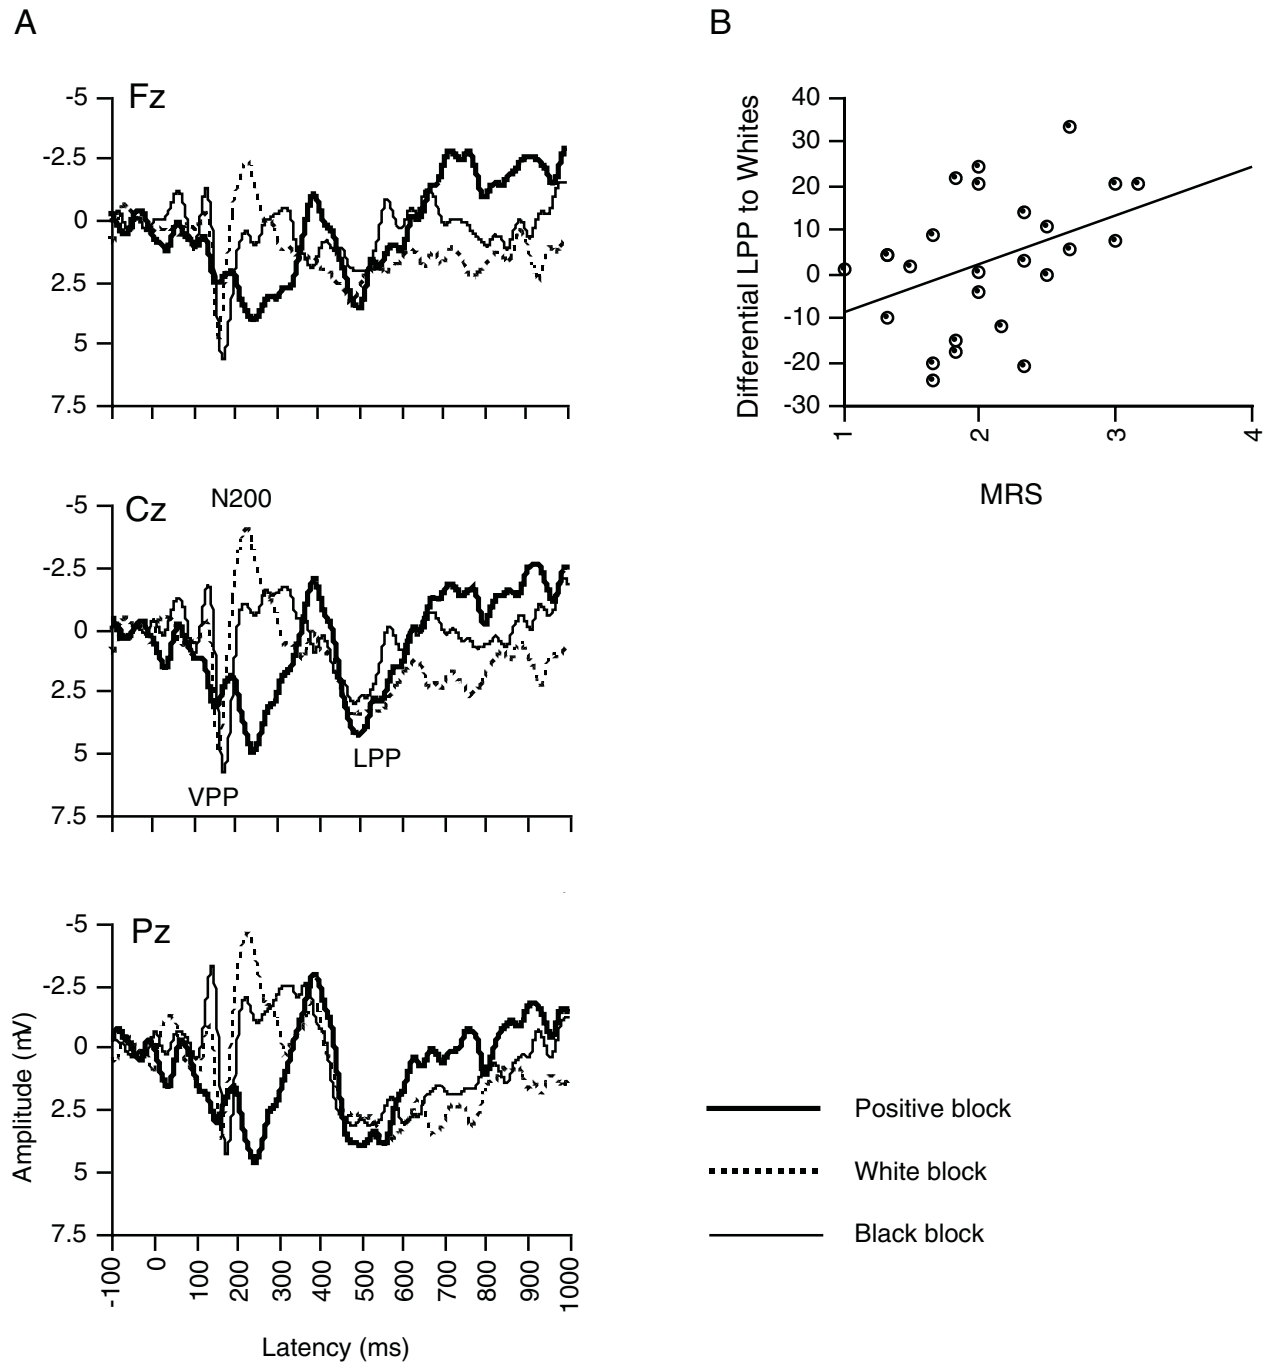 A
Fz
-5
-2.5
0
2.5
5
7.5
Cz
N200
-5
-2.5
0
2.5
5
7.5
VPP
LPP
Pz
-5
-2.5
0
2.5
5
7.5
Amplitude (mV)
-100
0
100
200
300
400
500
600
700
800
900
1000
Latency (ms)
B
Differential LPP to Whites
40
30
20
10
0
-10
-20
-30
1
2
3
4
MRS
Positive block
White block
Black block